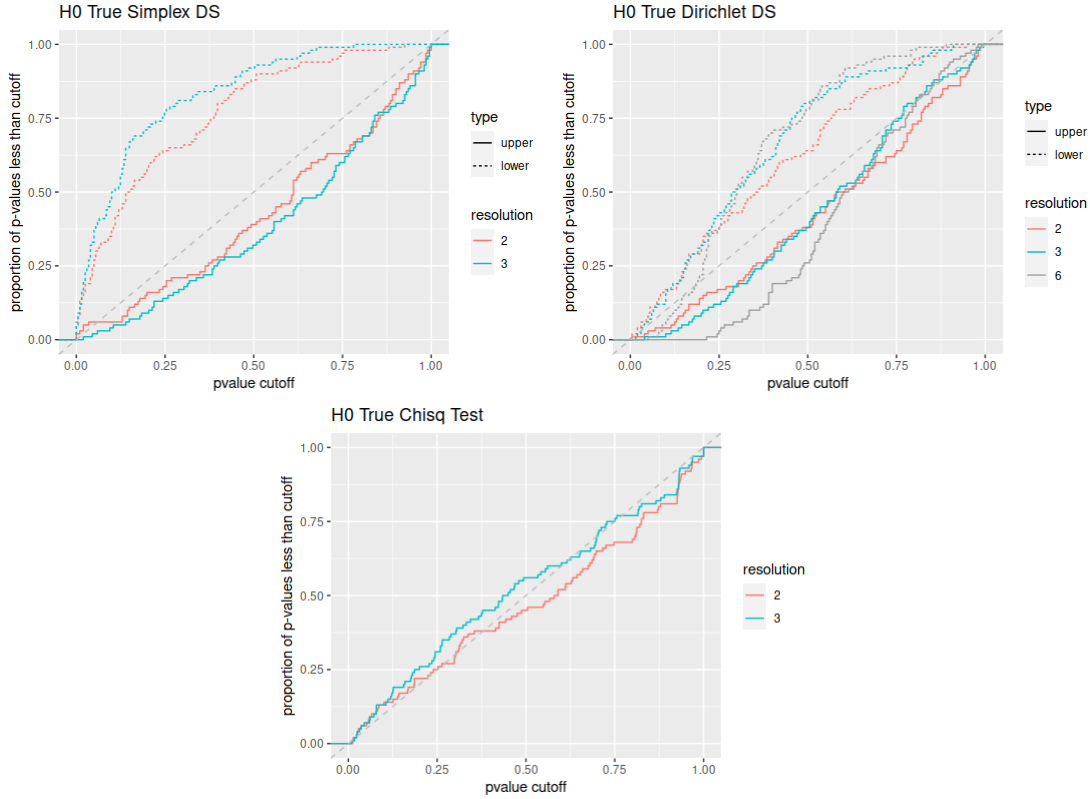 H0 True Simplex DS
proportion of p-values less than cutoff
1.00
0.75
0.50
0.25
0.00
0.00 0.25 0.50 0.75 1.00
pvalue cutoff
type
upper
lower
resolution
2
3
H0 True Dirichlet DS
proportion of p-values less than cutoff
1.00
0.75
0.50
0.25
0.00
0.00 0.25 0.50 0.75 1.00
pvalue cutoff
type
upper
lower
resolution
2
3
6
H0 True Chisq Test
proportion of p-values less than cutoff
1.00
0.75
0.50
0.25
0.00
0.00 0.25 0.50 0.75 1.00
pvalue cutoff
resolution
2
3